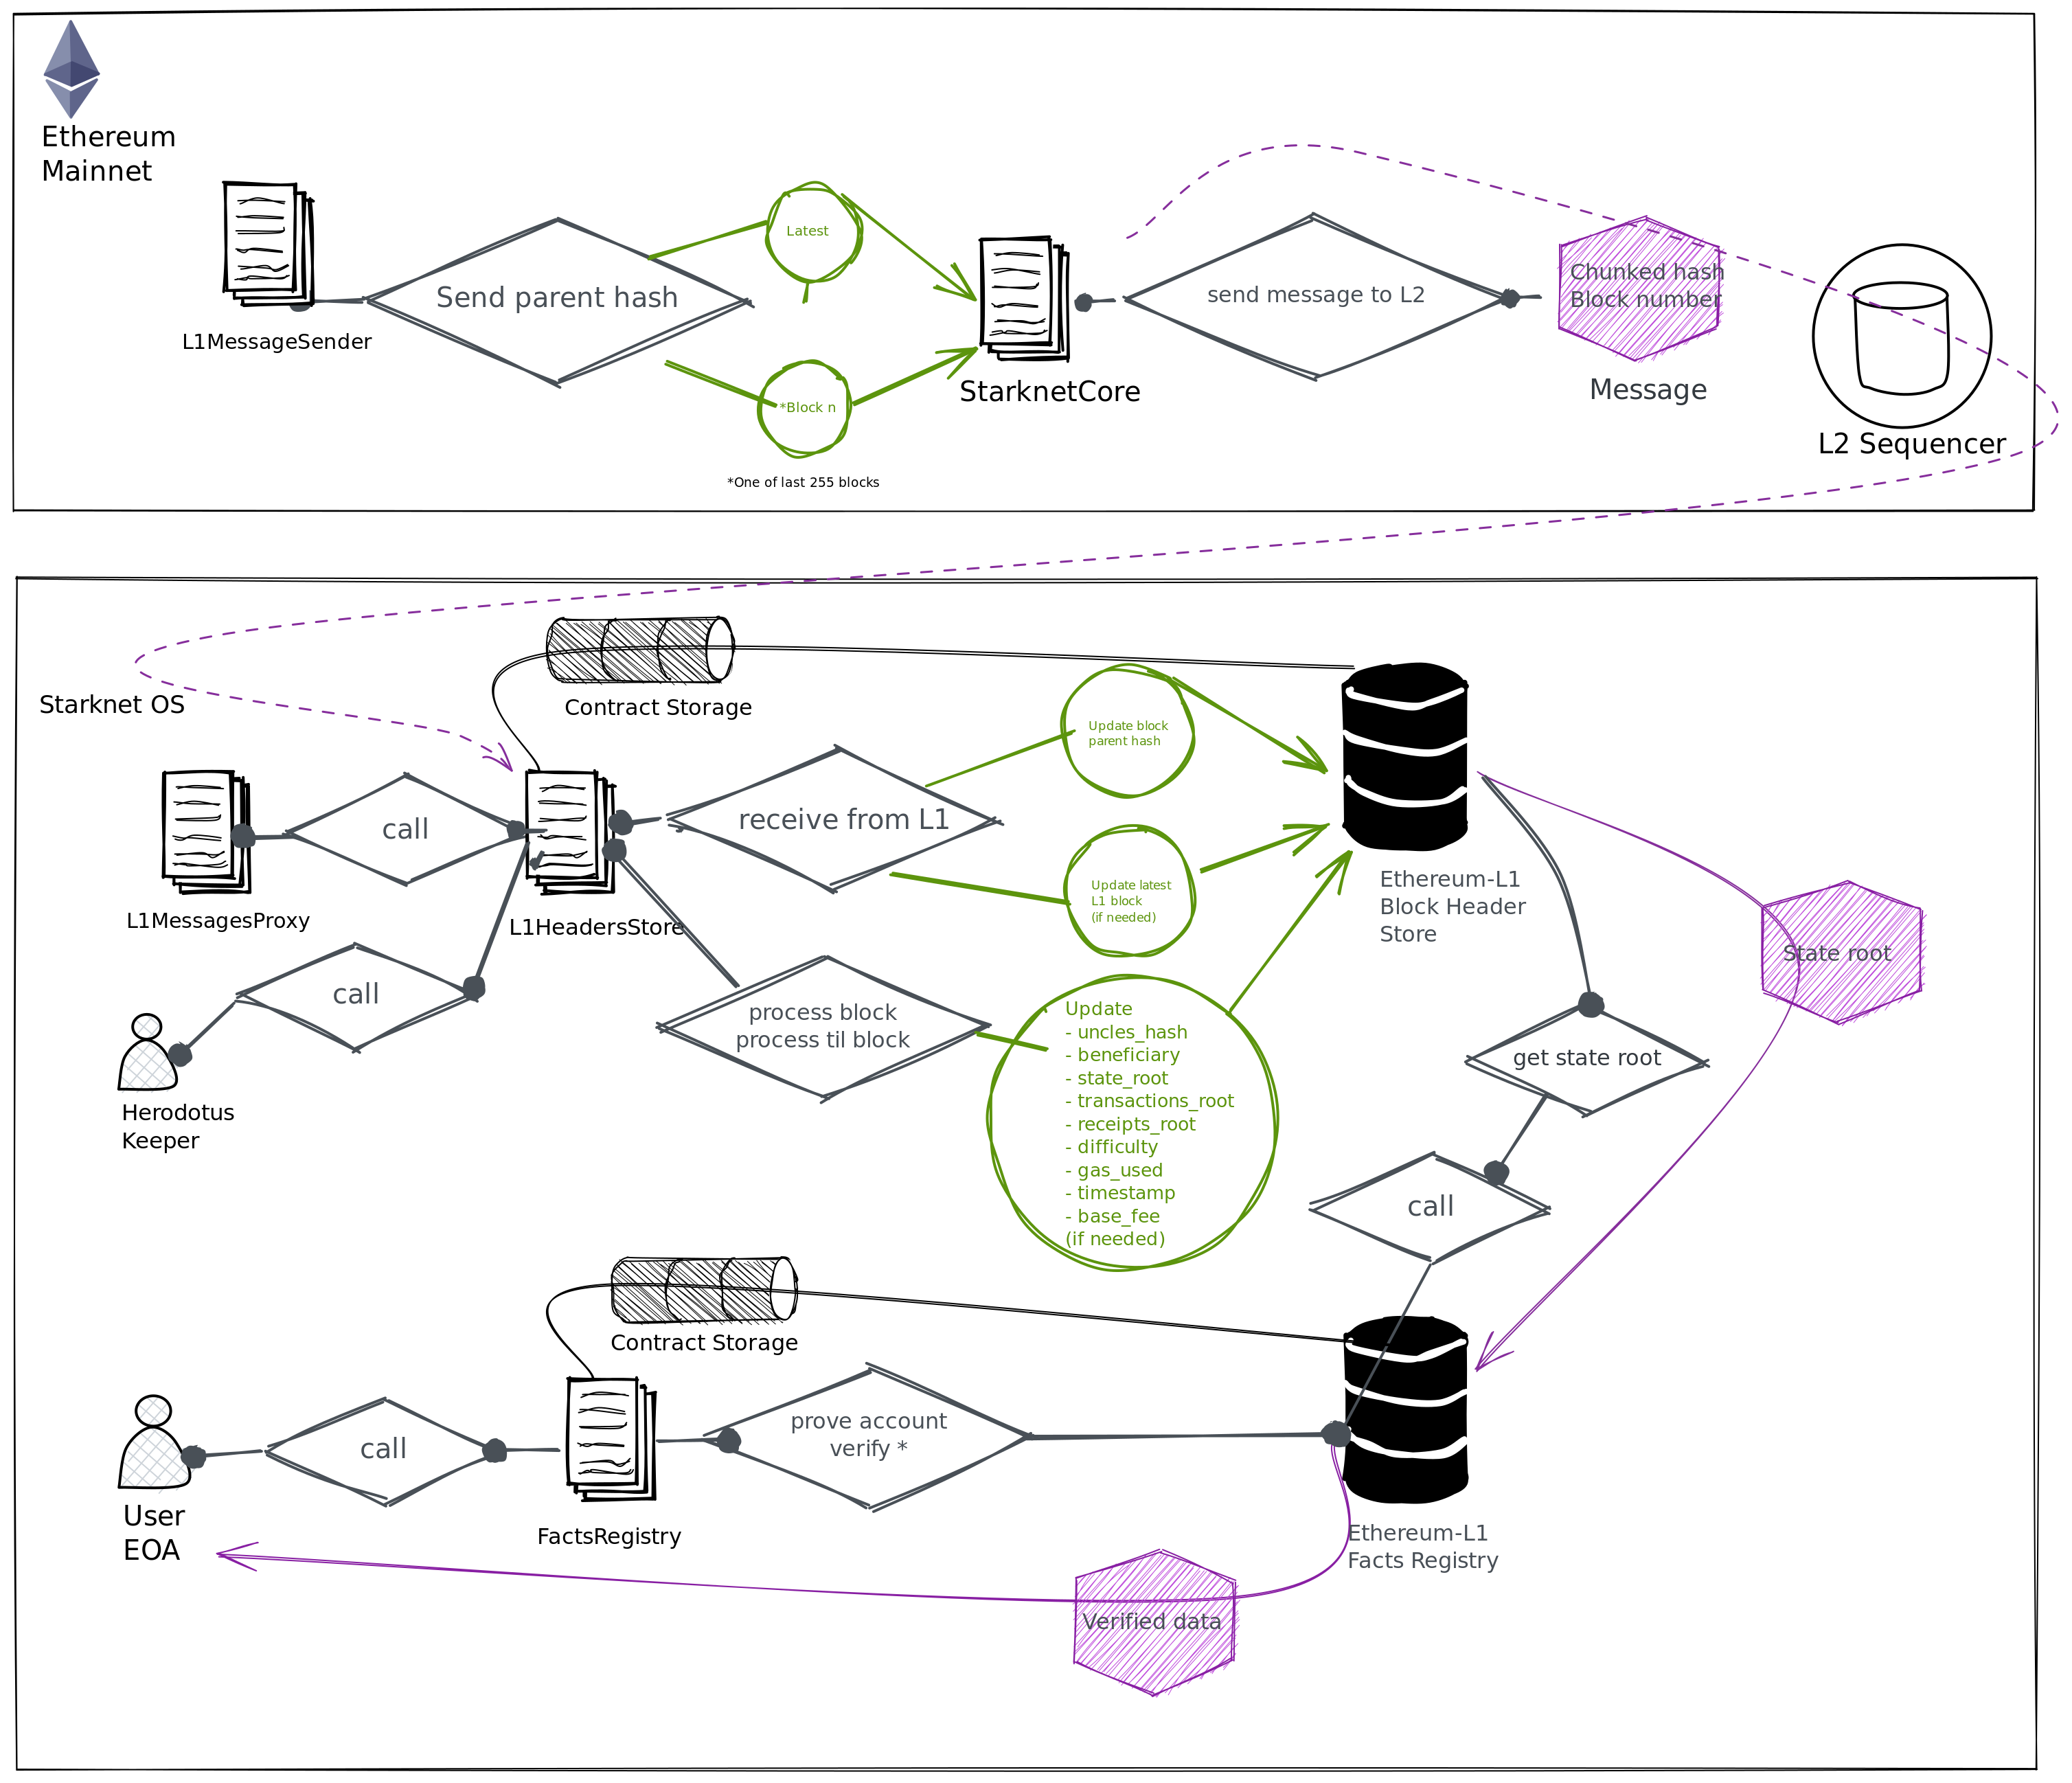 Ethereum
Mainnet
L1MessageSender
Send parent hash
Latest
*Block n
*One of last 255 blocks
StarknetCore
send message to L2
Chunked hash
Block number
Message
L2 Sequencer
Starknet OS
Contract Storage
L1MessagesProxy
call
L1HeadersStore
receive from L1
Update block
parent hash
Update latest
L1 block
(if needed)
Ethereum-L1
Block Header
Store
State root
Herodotus
Keeper
call
process block
process til block
Update
- uncles_hash
- beneficiary
- state_root
- transactions_root
- receipts_root
- difficulty
- gas_used
- timestamp
- base_fee
(if needed)
get state root
call
Contract Storage
User
EOA
call
FactsRegistry
prove account
verify *
Ethereum-L1
Facts Registry
Verified data